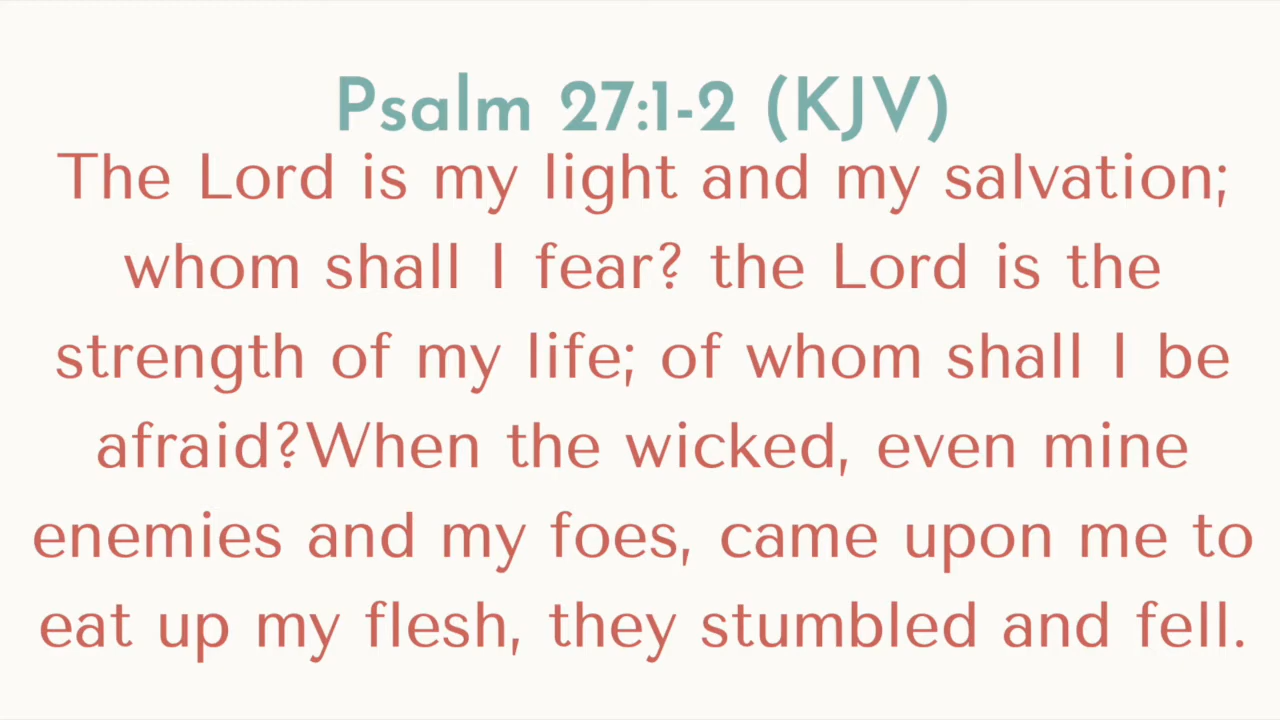 Psalm 27:1-2 (KJV)
The Lord is my light and my salvation;
whom shall I fear? the Lord is the
strength of my life; of whom shall I be
afraid?When the wicked, even mine
enemies and my foes, came upon me to
eat up my flesh, they stumbled and fell.